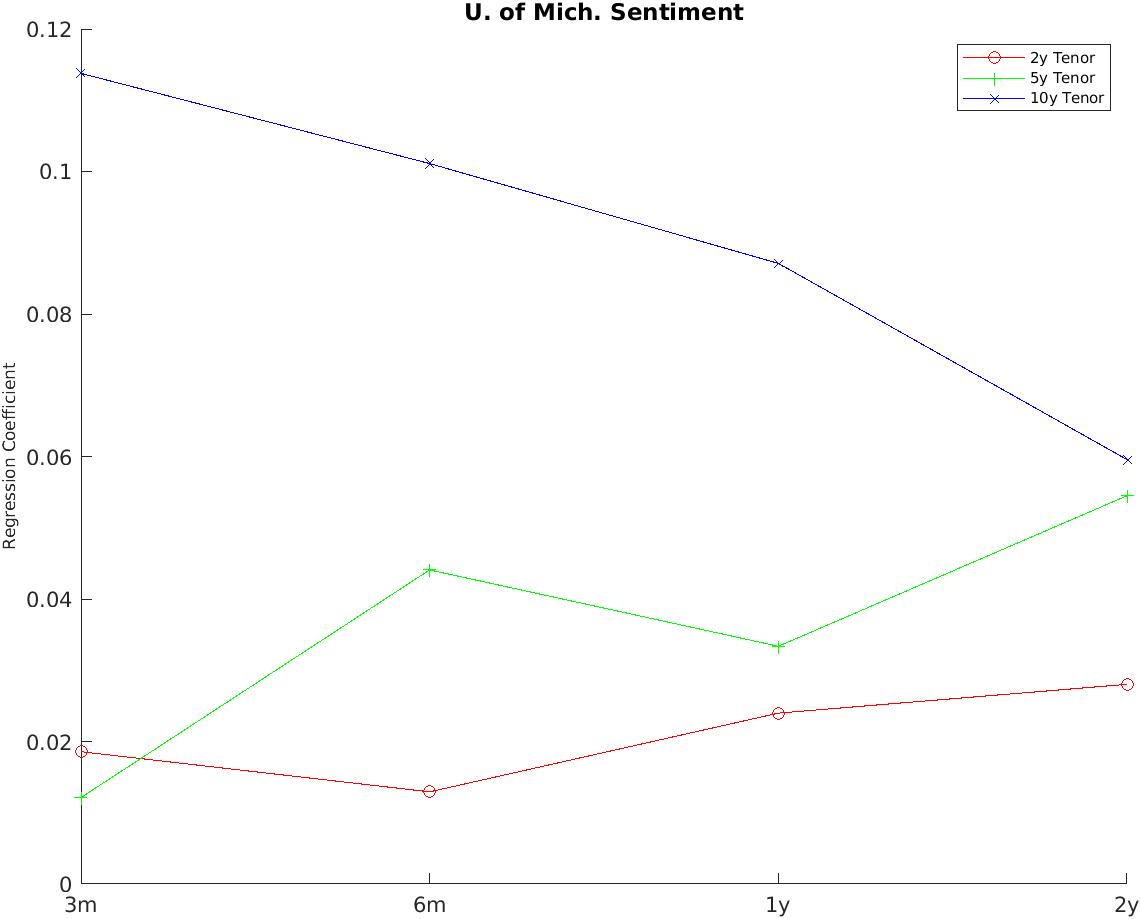 U. of Mich. Sentiment
0.12
0.1
0.08
0.06
0.04
0.02
0
Regression Coefficient
3m
6m
1y
2y
2y Tenor
5y Tenor
10y Tenor